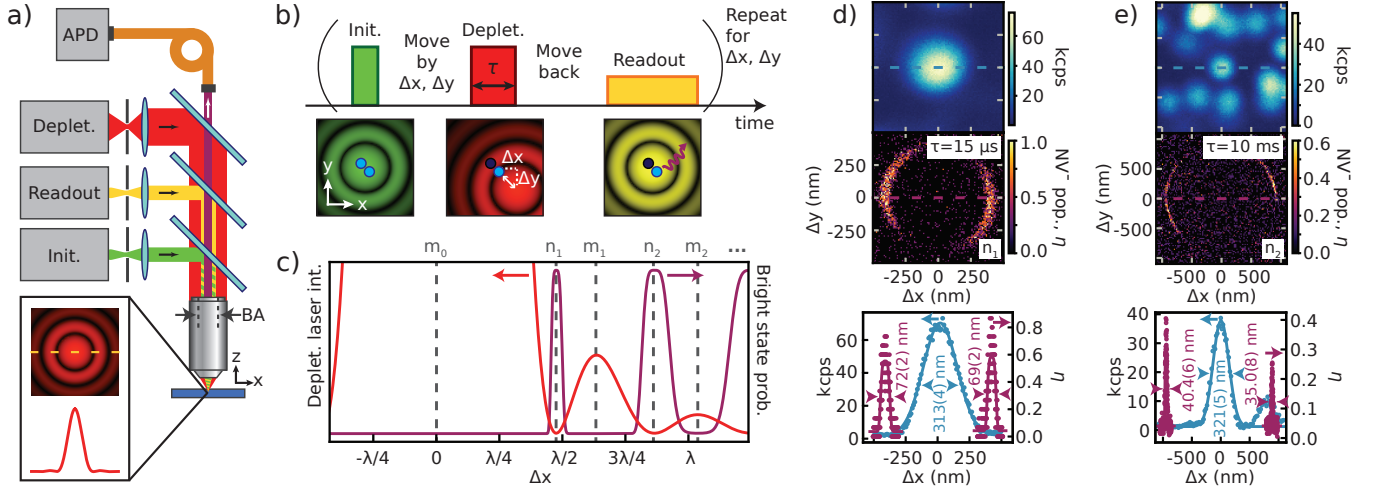 a)
APD
Deplet.
Readout
Init.
BA
z
x
b)
Init.
Move
by
Δx, Δy
Deplet.
τ
Move
back
Readout
Repeat
for
Δx, Δy
time
y
x
Δx
Δy
c)
m0
n1
m1
n2
m2
...
Deplet. laser int.
Bright state
prob.
-λ/4
0
λ/4
λ/2
3λ/4
λ
Δx
d)
60
40
20
0
kcps
τ=15 μs
n1
250
0
-250
Δy (nm)
-250
0
250
Δx (nm)
1.0
0.5
0.0
NV⁻ pop., η
60
40
20
0
kcps
72(2) nm
313(4) nm
69(2) nm
0.8
0.6
0.4
0.2
0.0
η
-250
0
250
Δx (nm)
e)
50
40
30
20
10
0
kcps
τ=10 ms
n2
500
0
-500
Δy (nm)
-500
0
500
Δx (nm)
0.6
0.4
0.2
0.0
NV⁻ pop., η
40
30
20
10
0
kcps
40.4(6) nm
321(5) nm
35.0(8) nm
0.4
0.3
0.2
0.1
0.0
η
-500
0
500
Δx (nm)